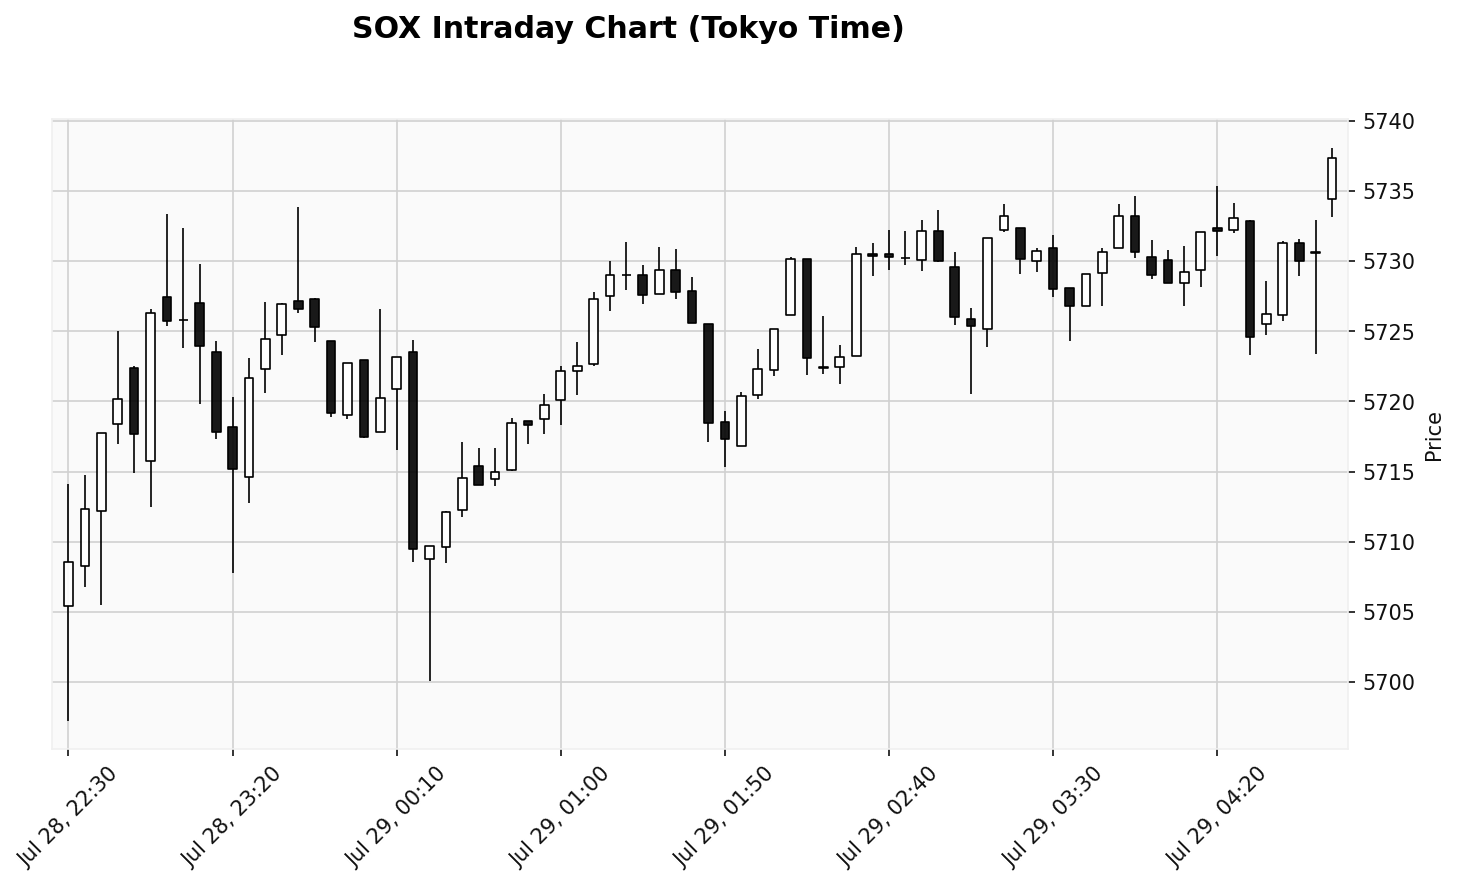 SOX Intraday Chart (Tokyo Time)
5740
5735
5730
5725
5720
5715
5710
5705
5700
Price
Jul 28, 22:30
Jul 28, 23:20
Jul 29, 00:10
Jul 29, 01:00
Jul 29, 01:50
Jul 29, 02:40
Jul 29, 03:30
Jul 29, 04:20